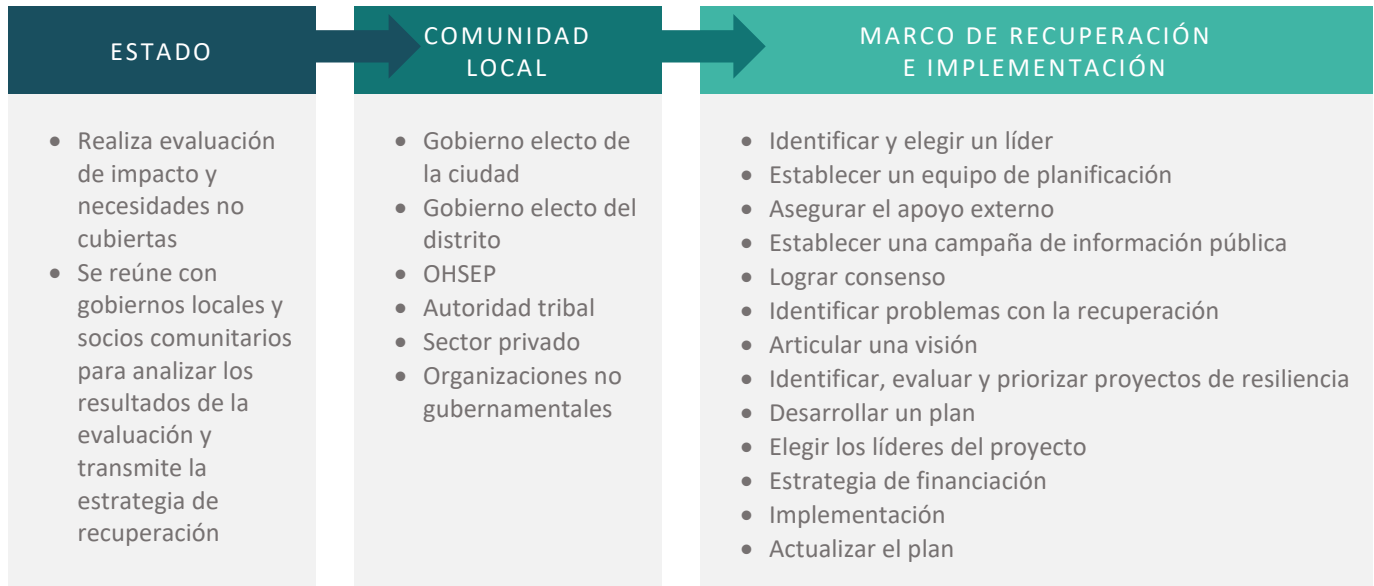 ESTADO
Realiza evaluación
de impacto y
necesidades no
cubiertas
Se reúne con
gobiernos locales y
socios comunitarios
para analizar los
resultados de la
evaluación y
transmite la
estrategia de
recuperación
COMUNIDAD
LOCAL
Gobierno electo de
la ciudad
Gobierno electo del
distrito
OHSEP
Autoridad tribal
Sector privado
Organizaciones no
gubernamentales
MARCO DE RECUPERACIÓN
E IMPLEMENTACIÓN
Identificar y elegir un líder
Establecer un equipo de planificación
Asegurar el apoyo externo
Establecer una campaña de información pública
Lograr consenso
Identificar problemas con la recuperación
Articular una visión
Identificar, evaluar y priorizar proyectos de resiliencia
Desarrollar un plan
Elegir los líderes del proyecto
Estrategia de financiación
Implementación
Actualizar el plan